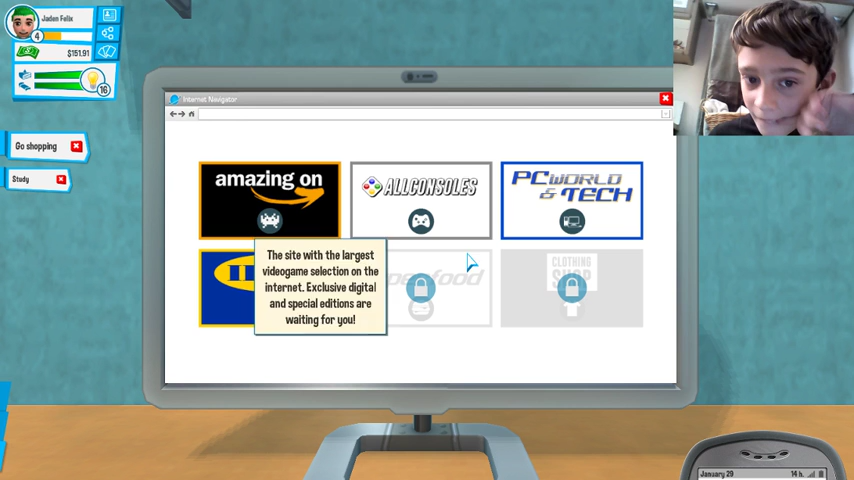 Jaden Felix
4
$151.91
16
Go shopping
Study
Internet Navigator
amazing on
ALLCONSOLES
PCWORLD
& TECH
The site with the largest
videogame selection on the
internet. Exclusive digital
and special editions are
waiting for you!
food
CLOTHING
SHOP
January 29
14 h.